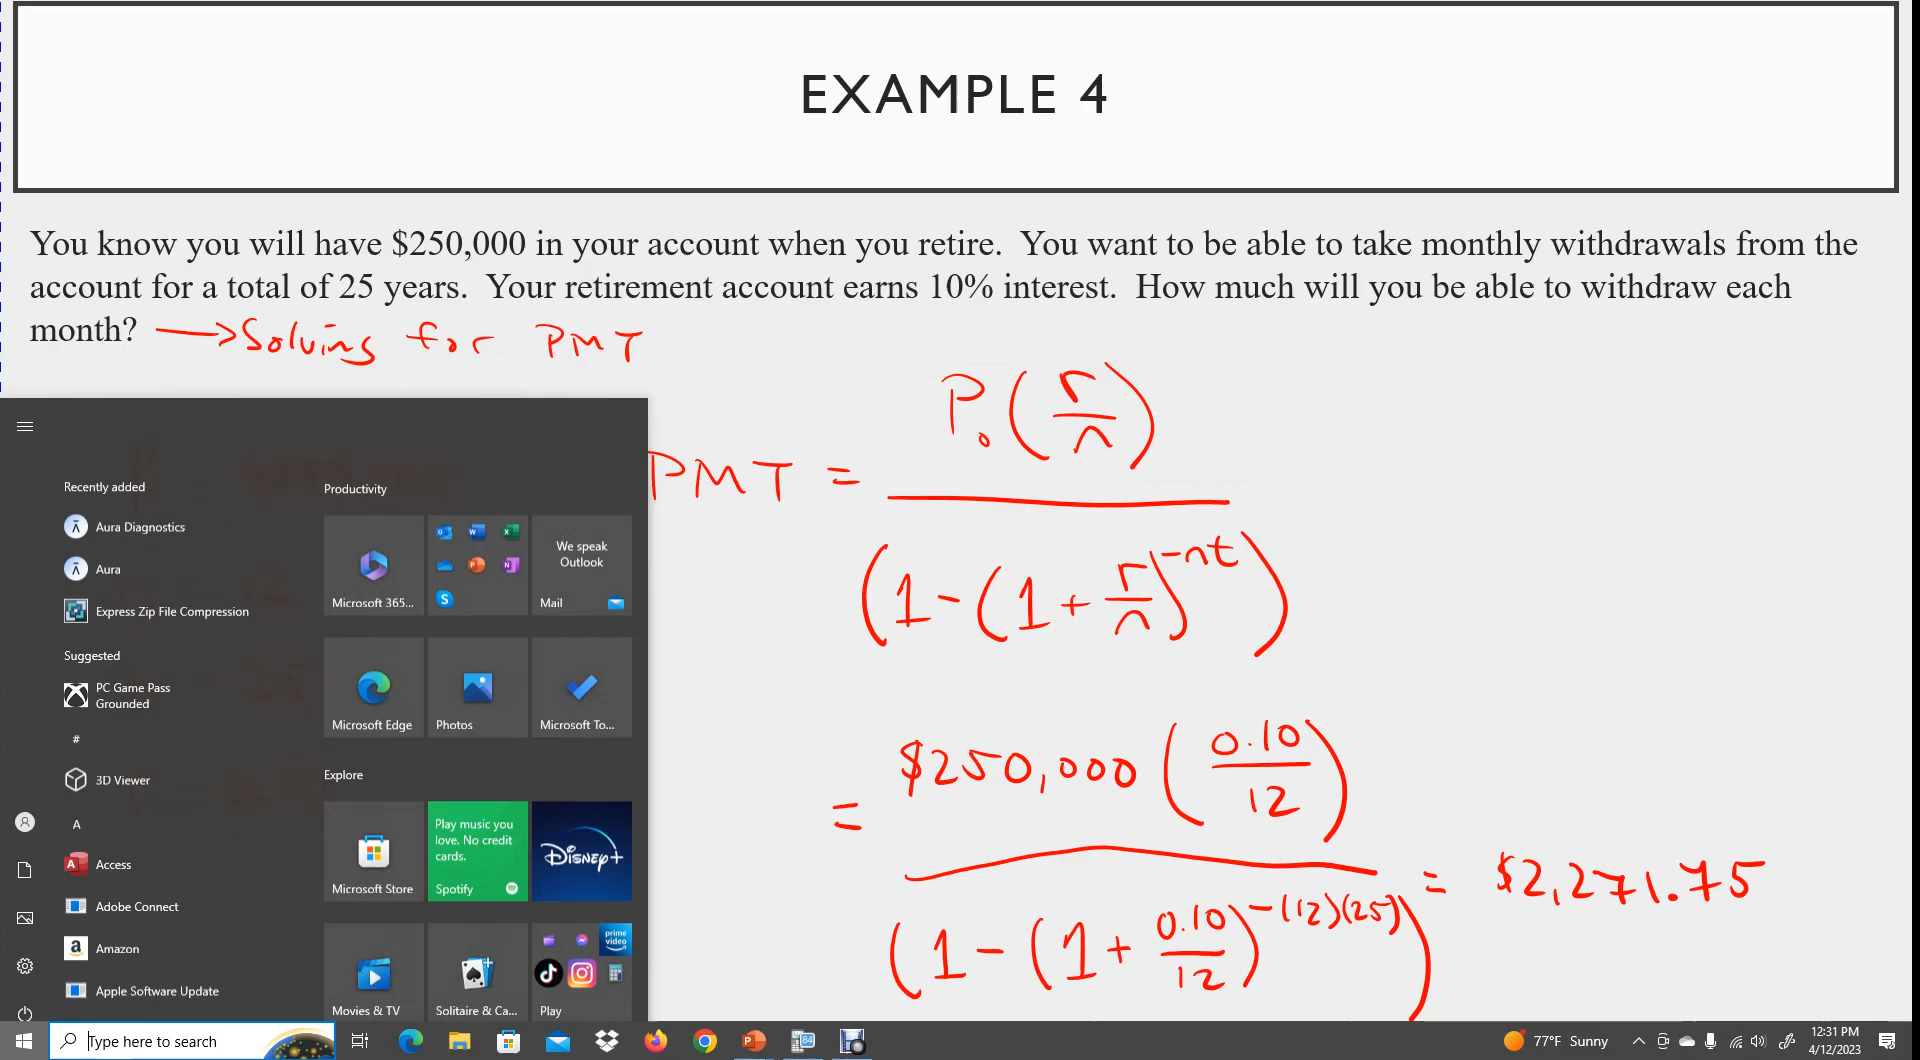 EXAMPLE 4
You know you will have $250,000 in your account when you retire. You want to be able to take monthly withdrawals from the
account for a total of 25 years. Your retirement account earns 10% interest. How much will you be able to withdraw each
month? → Solving for PMT
PMT = P₀ (r/n)
(1 - (1 + r/n)^-nt)
= $250,000 (0.10/12)
(1 - (1 + 0.10/12)^-(12)(25)) = $2,271.75
Recently added
Aura Diagnostics
Aura
Express Zip File Compression
Suggested
PC Game Pass
Grounded
#
3D Viewer
A
Access
Adobe Connect
Amazon
Apple Software Update
Productivity
Microsoft 365...
We speak
Outlook
Mail
Microsoft Edge
Photos
Microsoft To...
Explore
Microsoft Store
Play music you
love. No credit
cards.
Spotify
Disney+
Movies & TV
Solitaire & Ca...
prime
video
Play
Type here to search
84
77°F Sunny
12:31 PM
4/12/2023